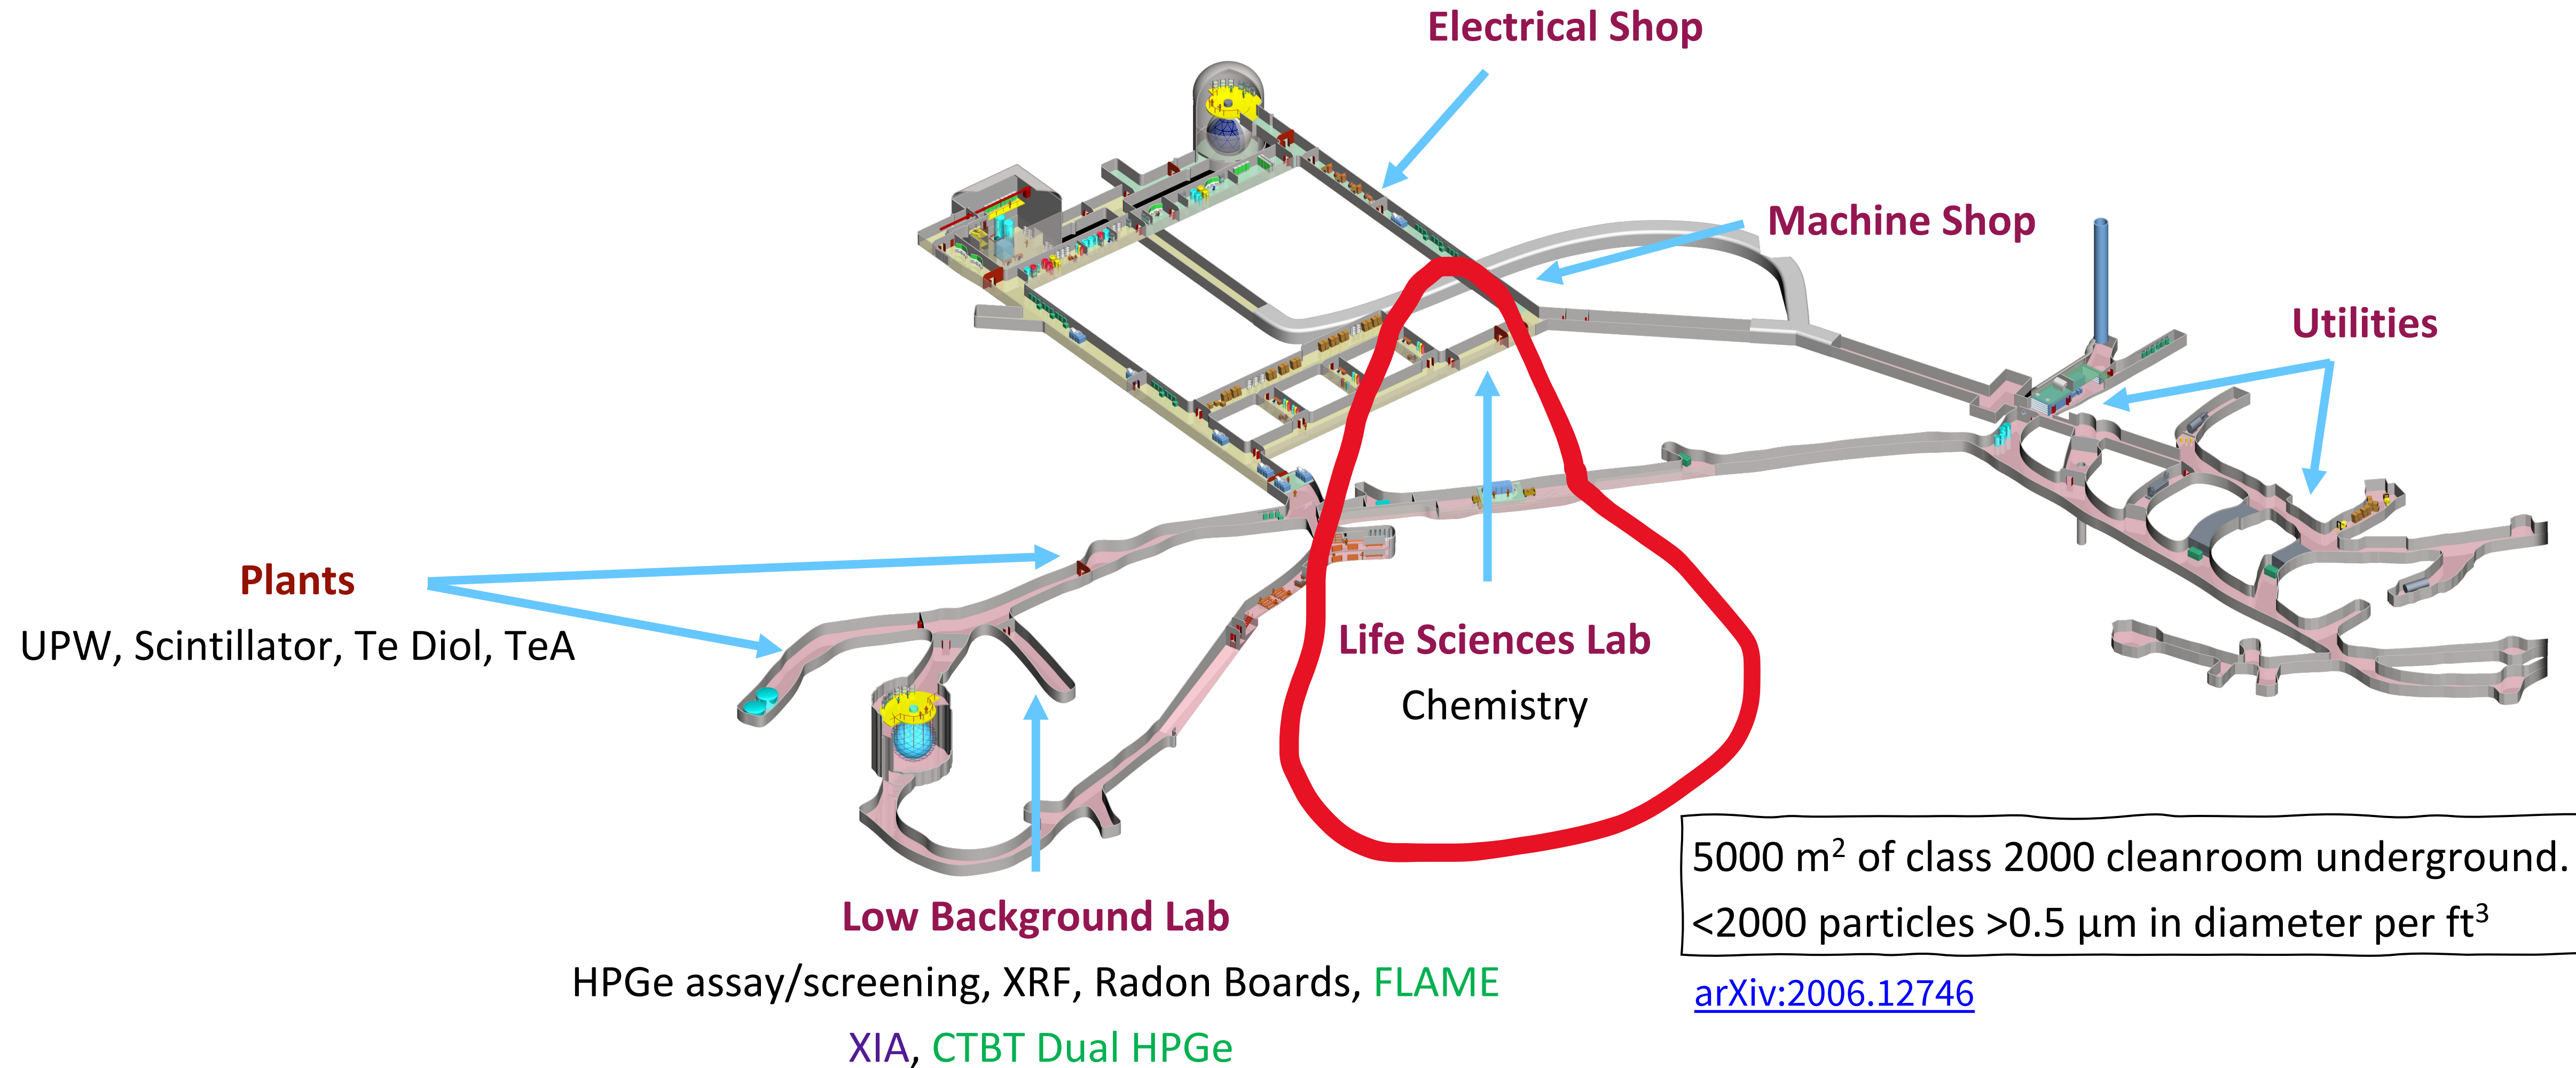 Electrical Shop
Machine Shop
Utilities
Plants
UPW, Scintillator, Te Diol, TeA
Life Sciences Lab
Chemistry
Low Background Lab
HPGe assay/screening, XRF, Radon Boards, FLAME
XIA, CTBT Dual HPGe
5000 m² of class 2000 cleanroom underground.
<2000 particles >0.5 μm in diameter per ft³
arXiv:2006.12746